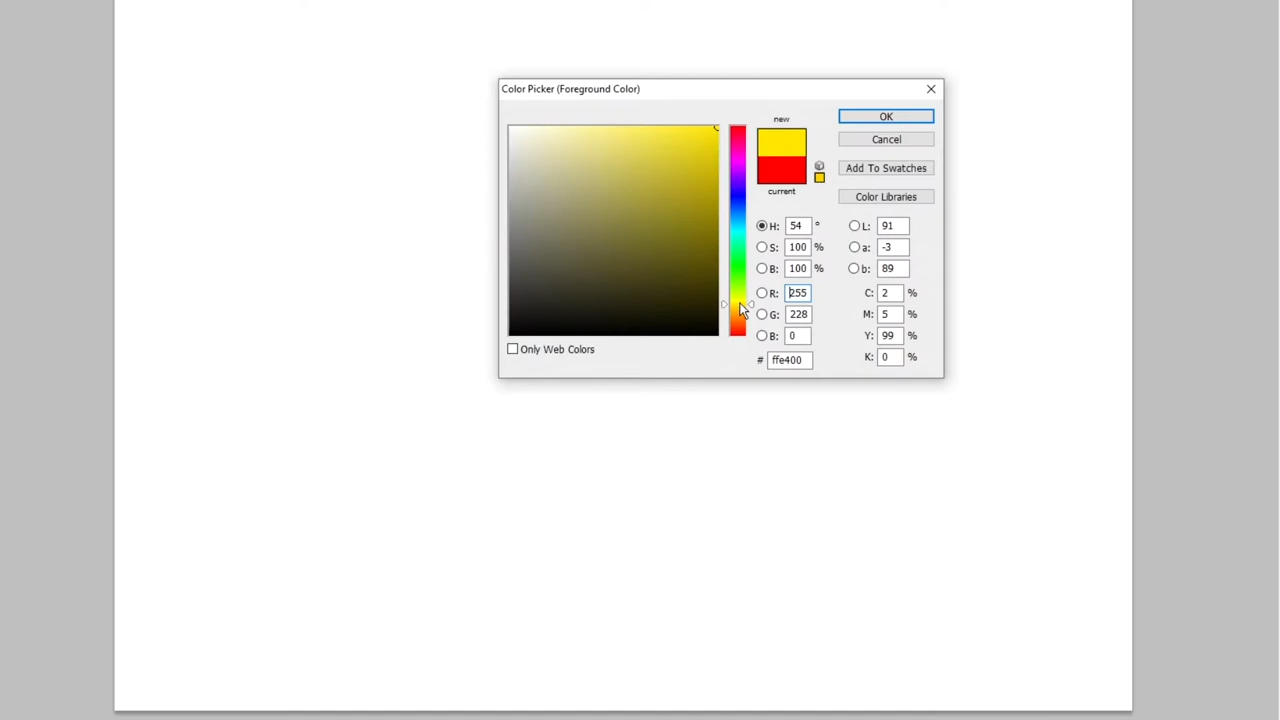 Color Picker (Foreground Color)
new
current
OK
Cancel
Add To Swatches
Color Libraries
H: 54 °
S: 100 %
B: 100 %
R: 255
G: 228
B: 0
# ffe400
L: 91
a: -3
b: 89
C: 2 %
M: 5 %
Y: 99 %
K: 0 %
Only Web Colors